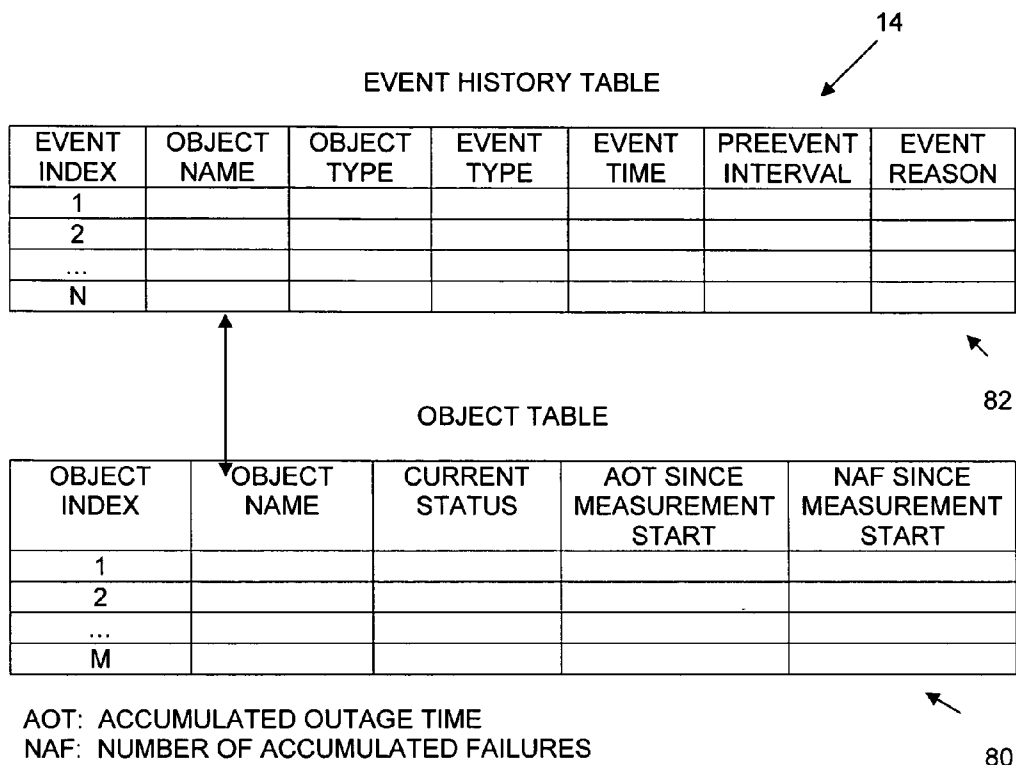 14
EVENT HISTORY TABLE
EVENT INDEX OBJECT NAME OBJECT TYPE EVENT TYPE EVENT TIME PREEVENT INTERVAL EVENT REASON
1
2
...
N
82
OBJECT TABLE
OBJECT INDEX OBJECT NAME CURRENT STATUS AOT SINCE MEASUREMENT START NAF SINCE MEASUREMENT START
1
2
...
M
AOT: ACCUMULATED OUTAGE TIME
NAF: NUMBER OF ACCUMULATED FAILURES
80